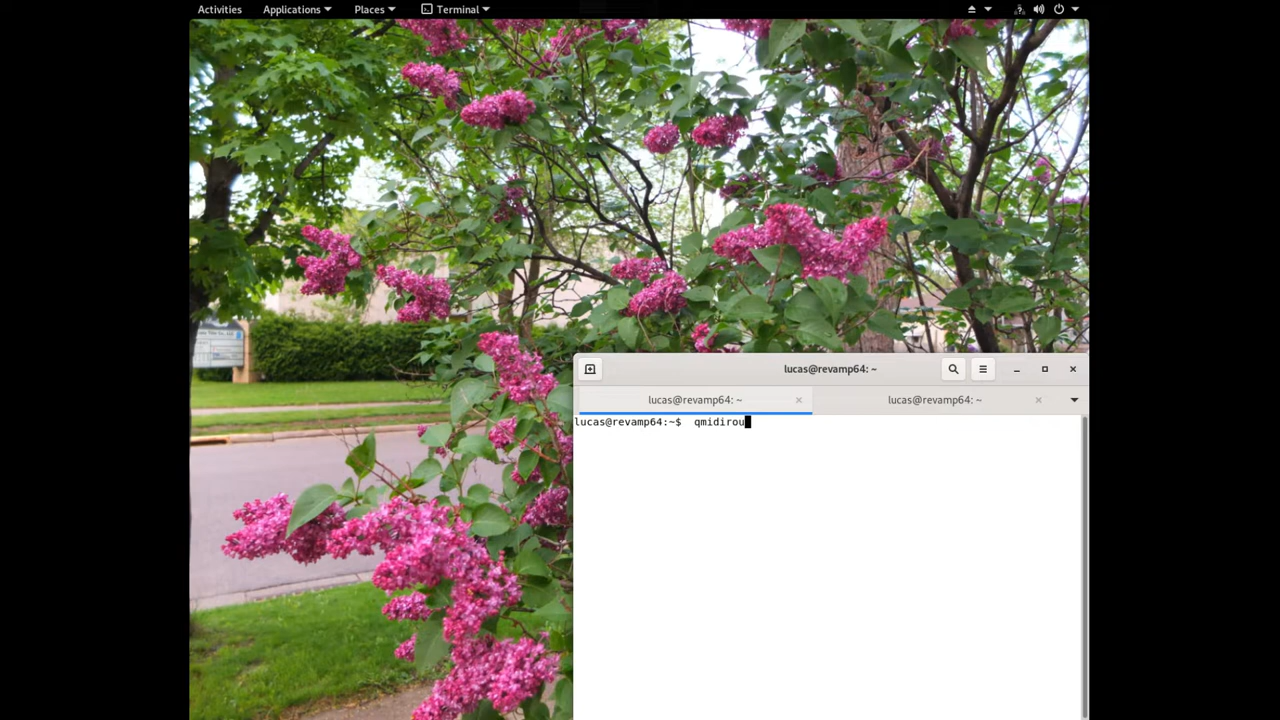 Activities Applications Places Terminal
lucas@revamp64: ~
lucas@revamp64: ~ lucas@revamp64: ~
lucas@revamp64:~$  qmidirou